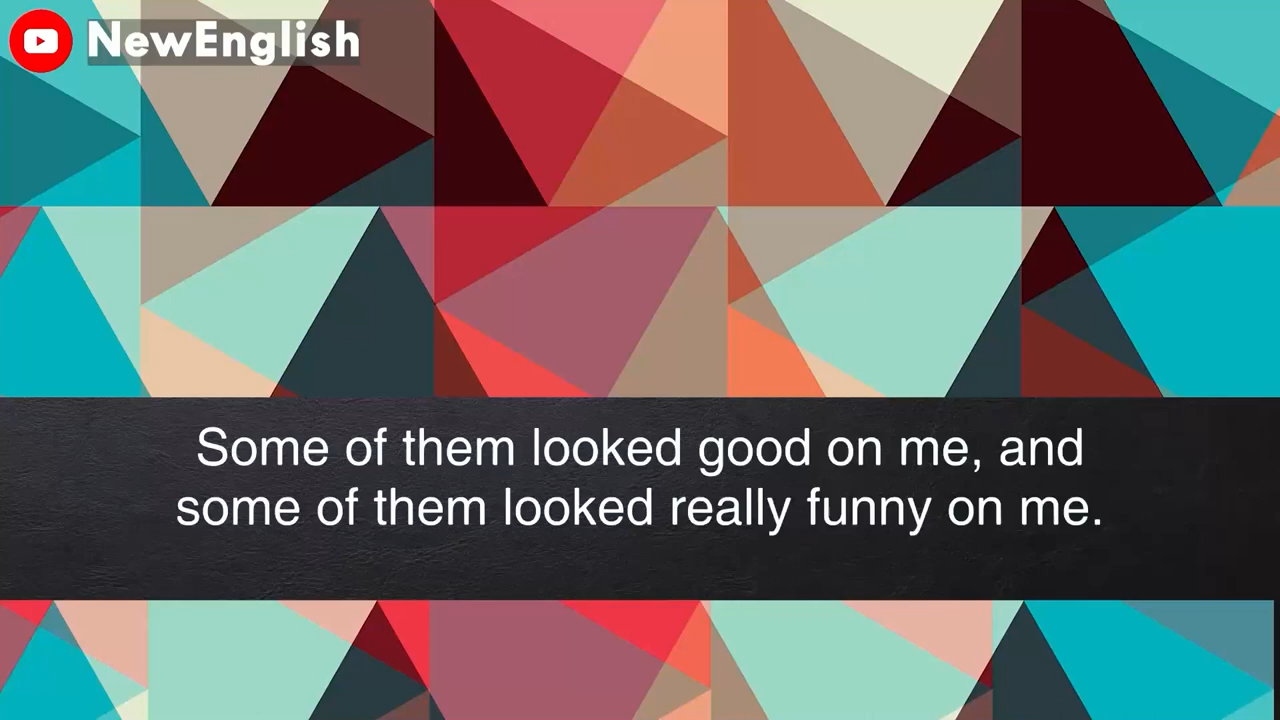 NewEnglish
Some of them looked good on me, and
some of them looked really funny on me.